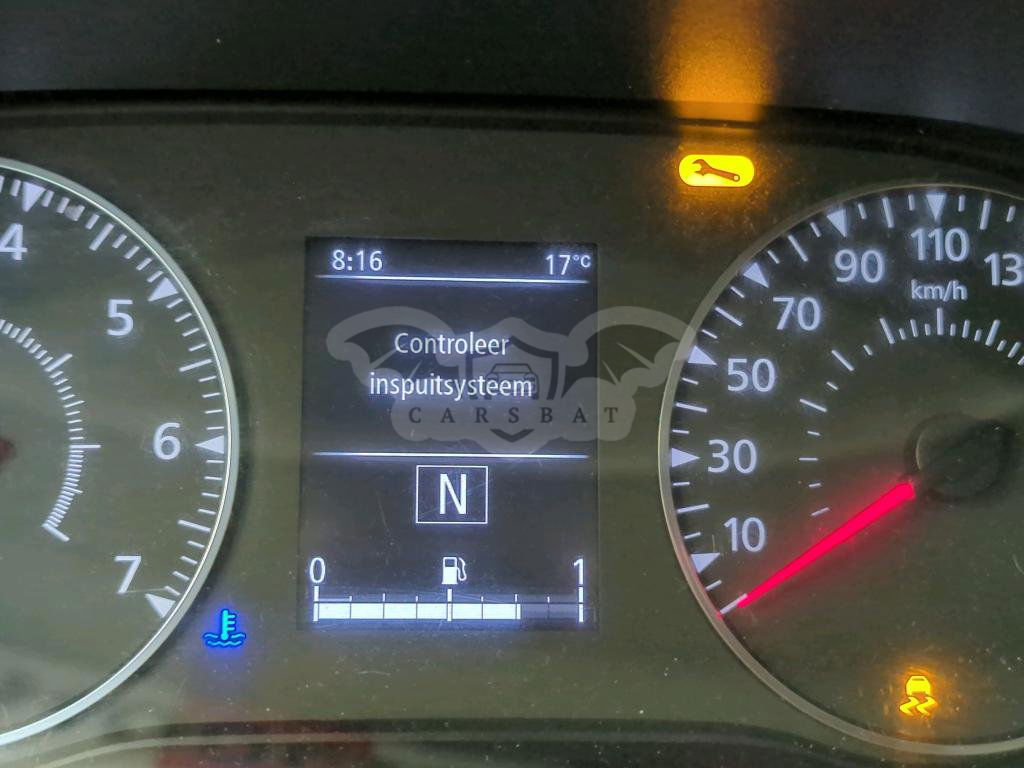 4
5
6
7
8:16 17°C
Controleer
inspuitsysteem
CARSBAT
N
0 1
10
30
50
70
90
110
13
km/h